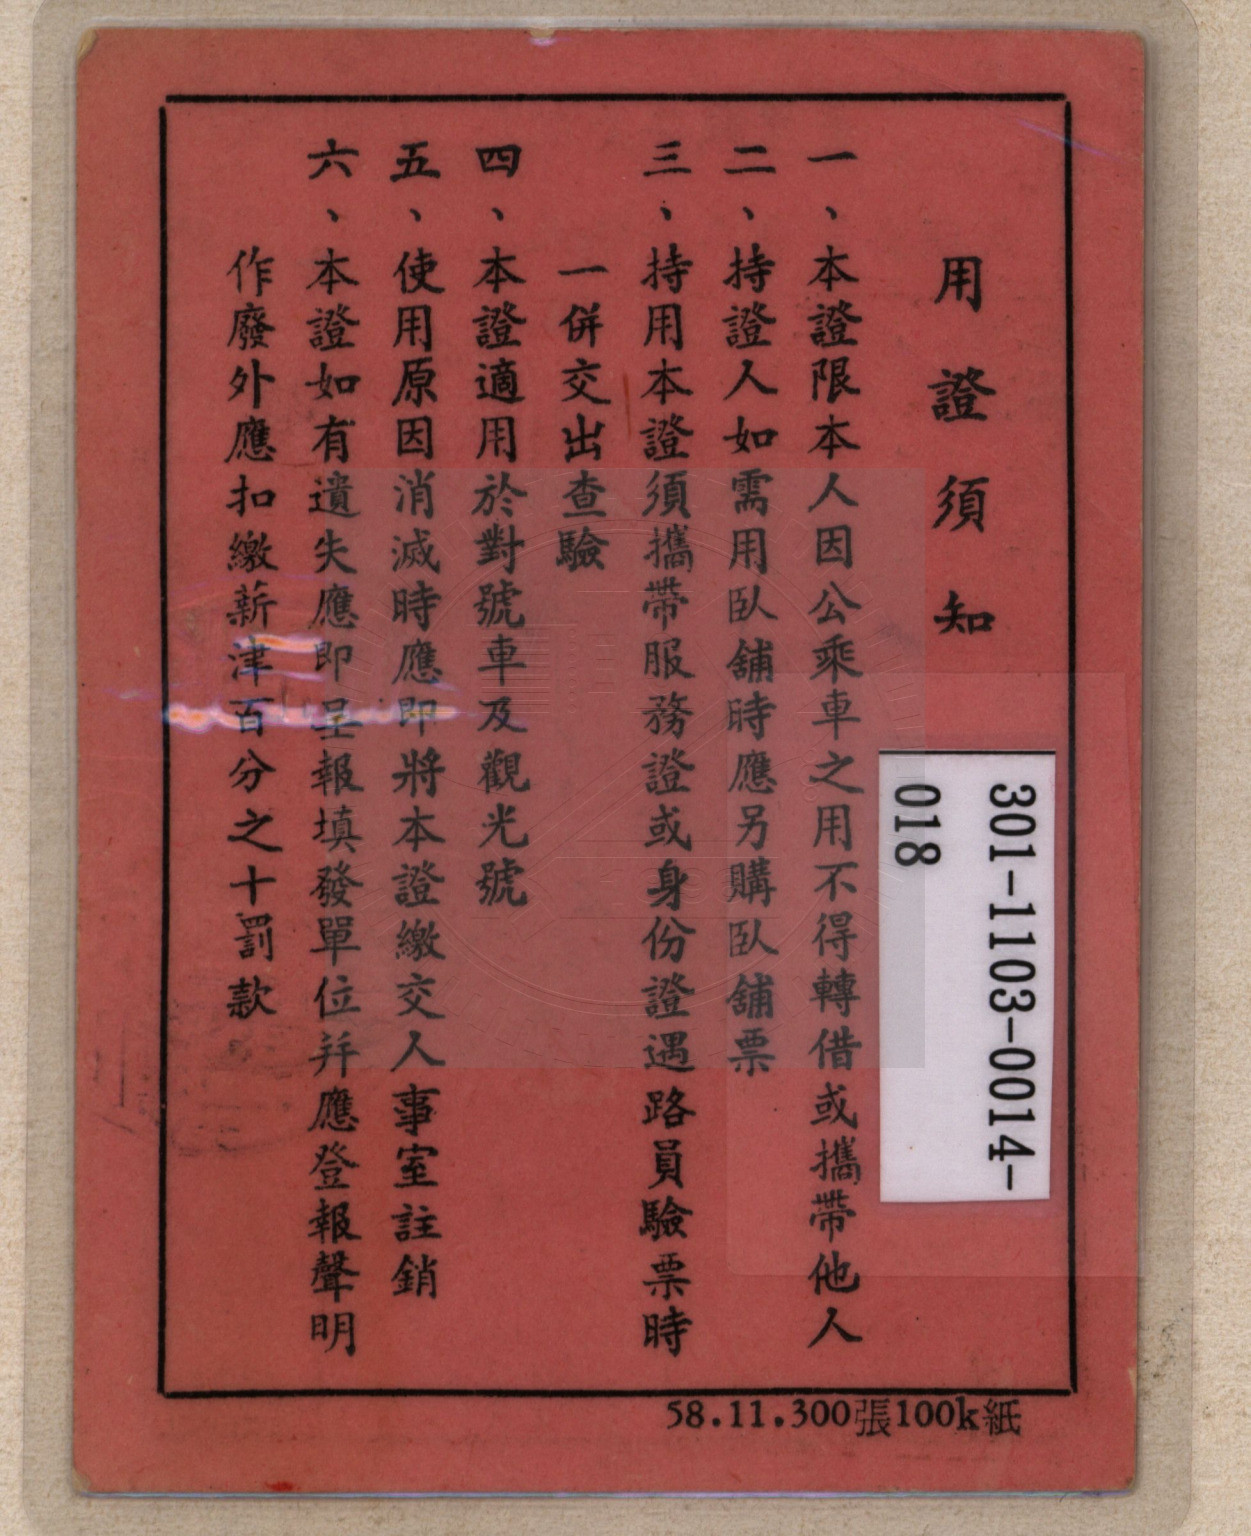 用證須知
一、本證限本人因公乘車之用不得轉借或攜帶他人
二、持證人如需用臥舖時應另購臥舖票
三、持用本證須攜帶服務證或身份證遇路員驗票時
一併交出查驗
四、本證適用於對號車及觀光號
五、使用原因消滅時應即將本證繳交人事室註銷
六、本證如有遺失應即呈報填發單位并應登報聲明
作廢外應扣繳薪津百分之十罰款
301-1103-0014-
018
58.11.300張100k紙